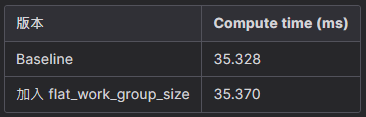 版本 Compute time (ms)
Baseline 35.328
加入 flat_work_group_size 35.370